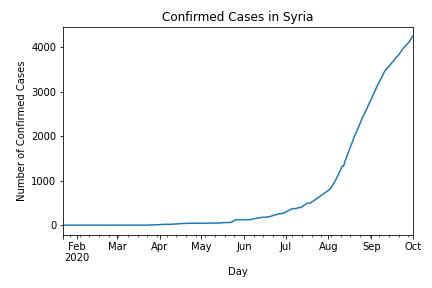 Confirmed Cases in Syria
Number of Confirmed Cases
4000
3000
2000
1000
0
Feb Mar Apr May Jun Jul Aug Sep Oct
2020
Day